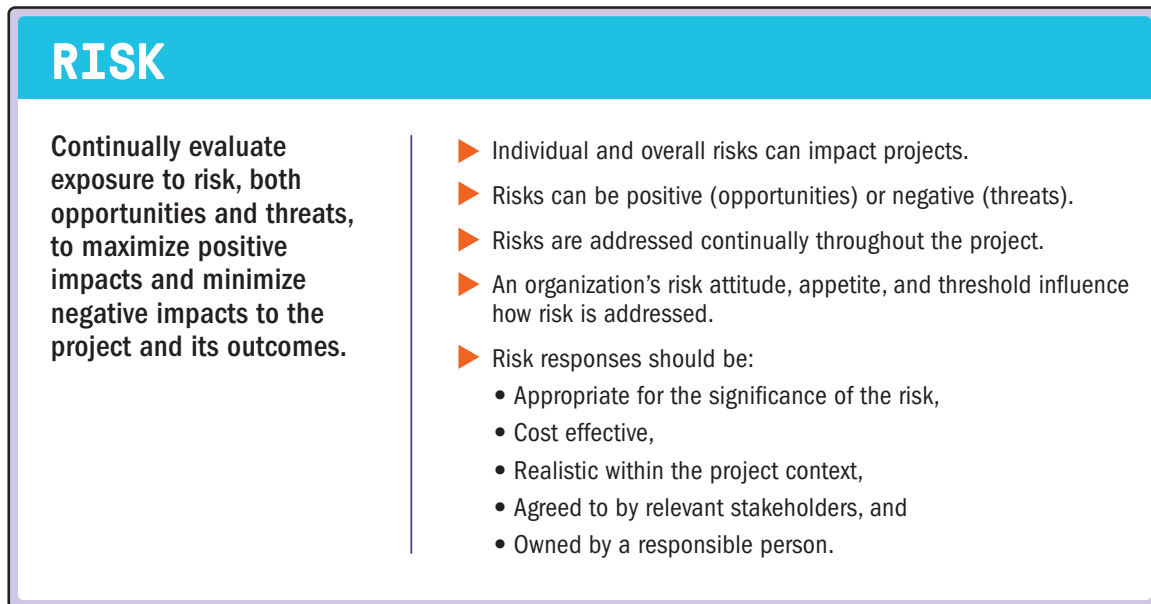 RISK
Continually evaluate
exposure to risk, both
opportunities and threats,
to maximize positive
impacts and minimize
negative impacts to the
project and its outcomes.
▶ Individual and overall risks can impact projects.
▶ Risks can be positive (opportunities) or negative (threats).
▶ Risks are addressed continually throughout the project.
▶ An organization’s risk attitude, appetite, and threshold influence
how risk is addressed.
▶ Risk responses should be:
• Appropriate for the significance of the risk,
• Cost effective,
• Realistic within the project context,
• Agreed to by relevant stakeholders, and
• Owned by a responsible person.